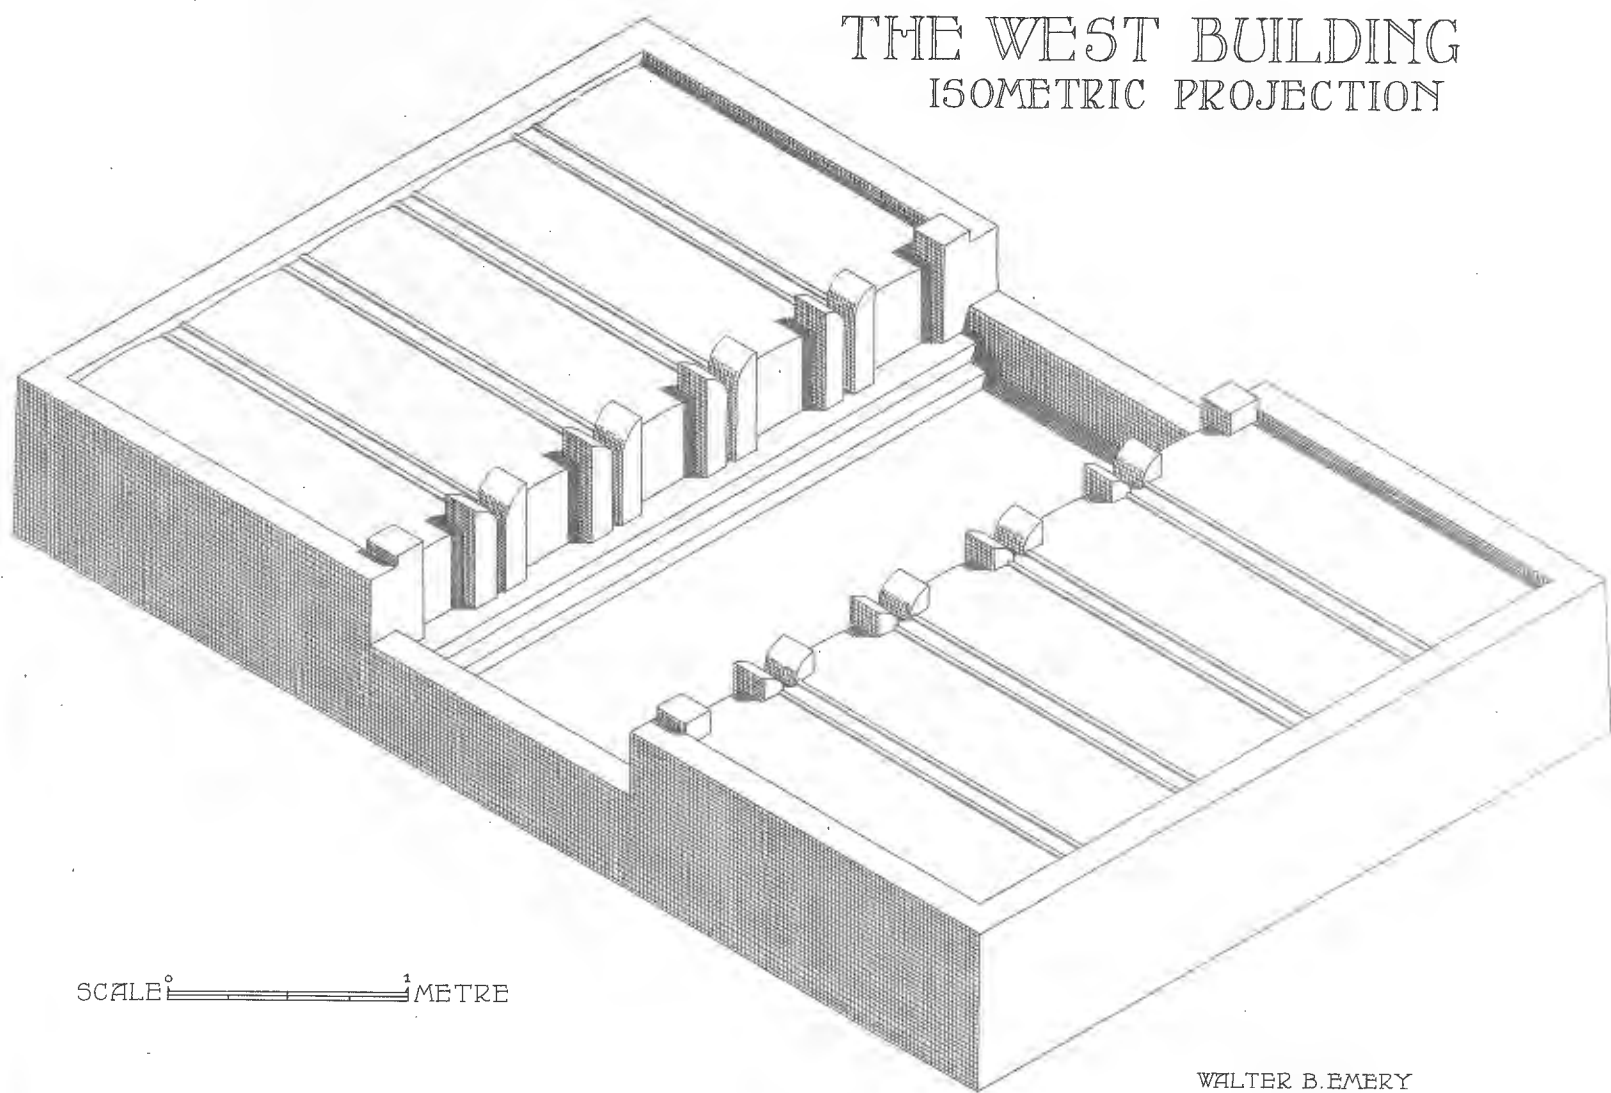 THE WEST BUILDING
ISOMETRIC PROJECTION
SCALE 0 1 METRE
WALTER B. EMERY